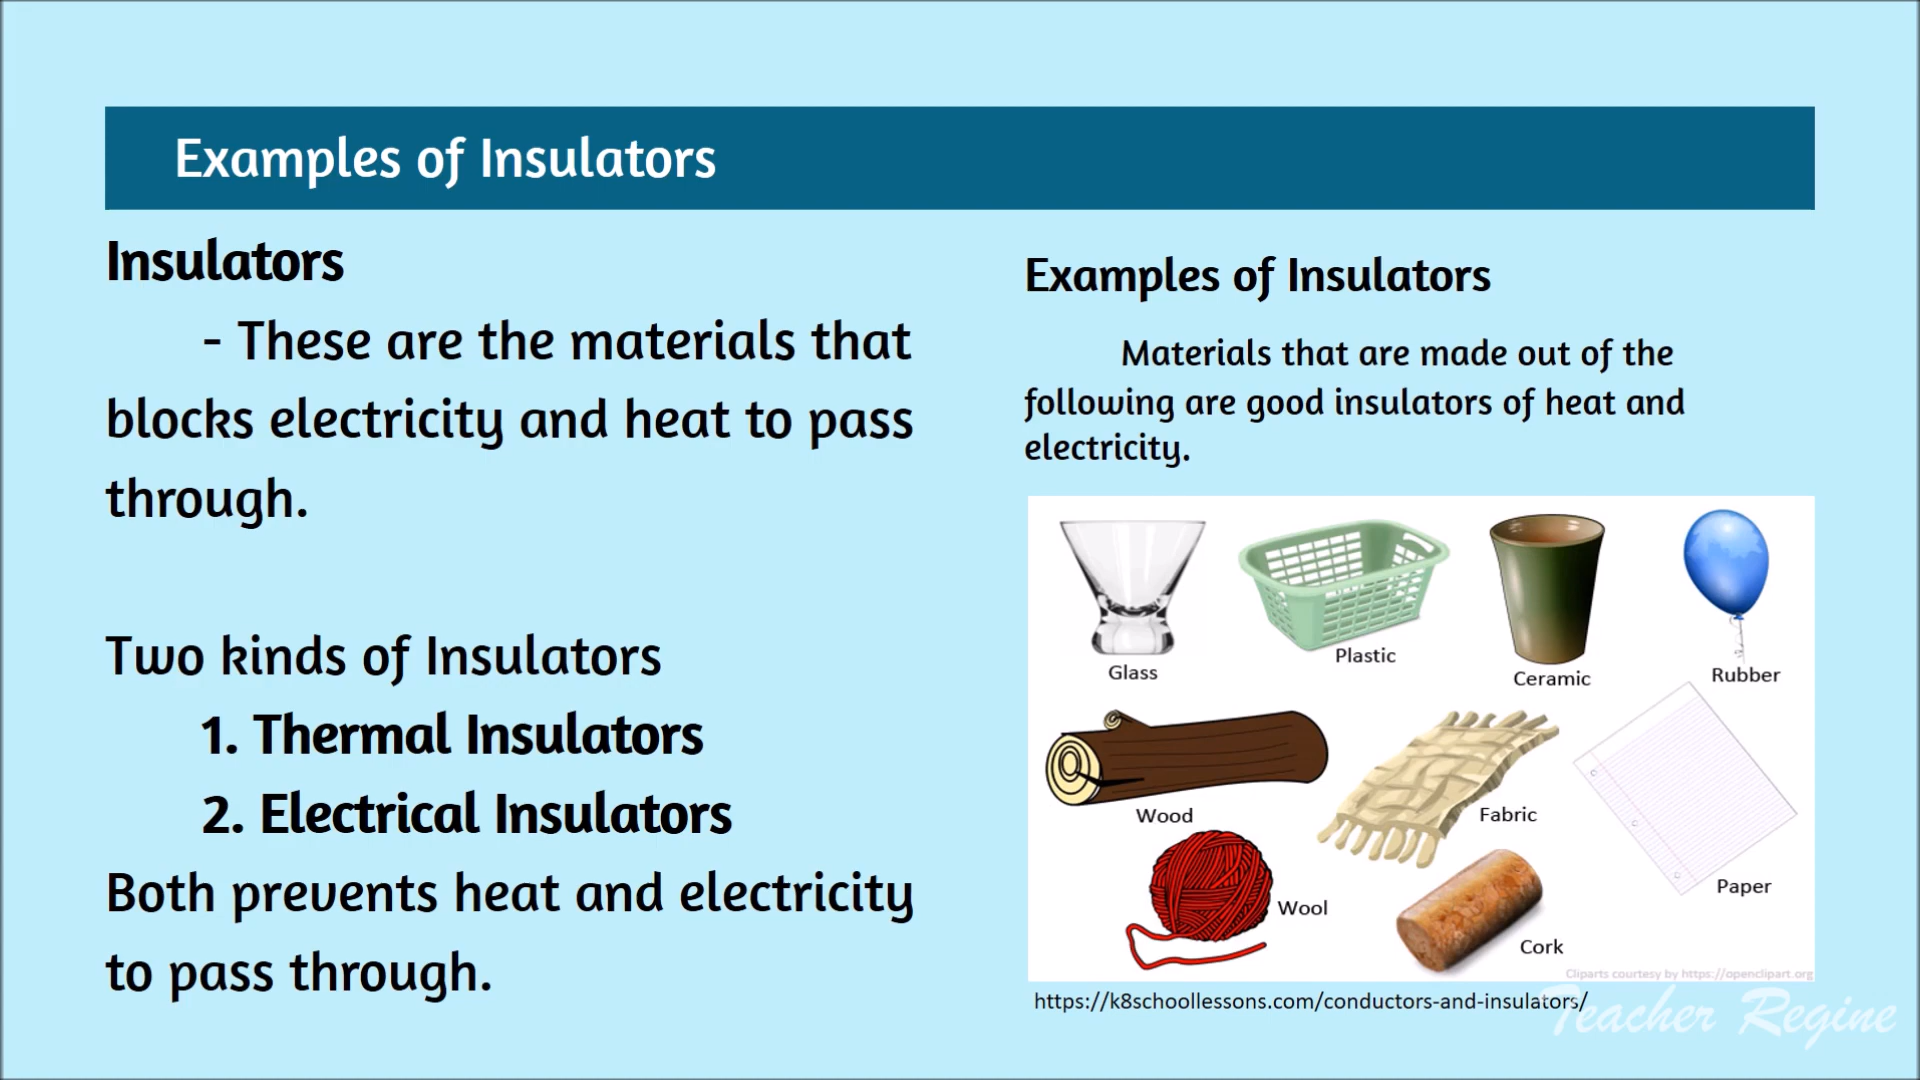 Examples of Insulators
Insulators
- These are the materials that
blocks electricity and heat to pass
through.
Two kinds of Insulators
1. Thermal Insulators
2. Electrical Insulators
Both prevents heat and electricity
to pass through.
Examples of Insulators
Materials that are made out of the
following are good insulators of heat and
electricity.
Glass
Plastic
Ceramic
Rubber
Wood
Fabric
Paper
Wool
Cork
Cliparts courtesy by https://openclipart.org
https://k8schoollessons.com/conductors-and-insulators/
Teacher Regine